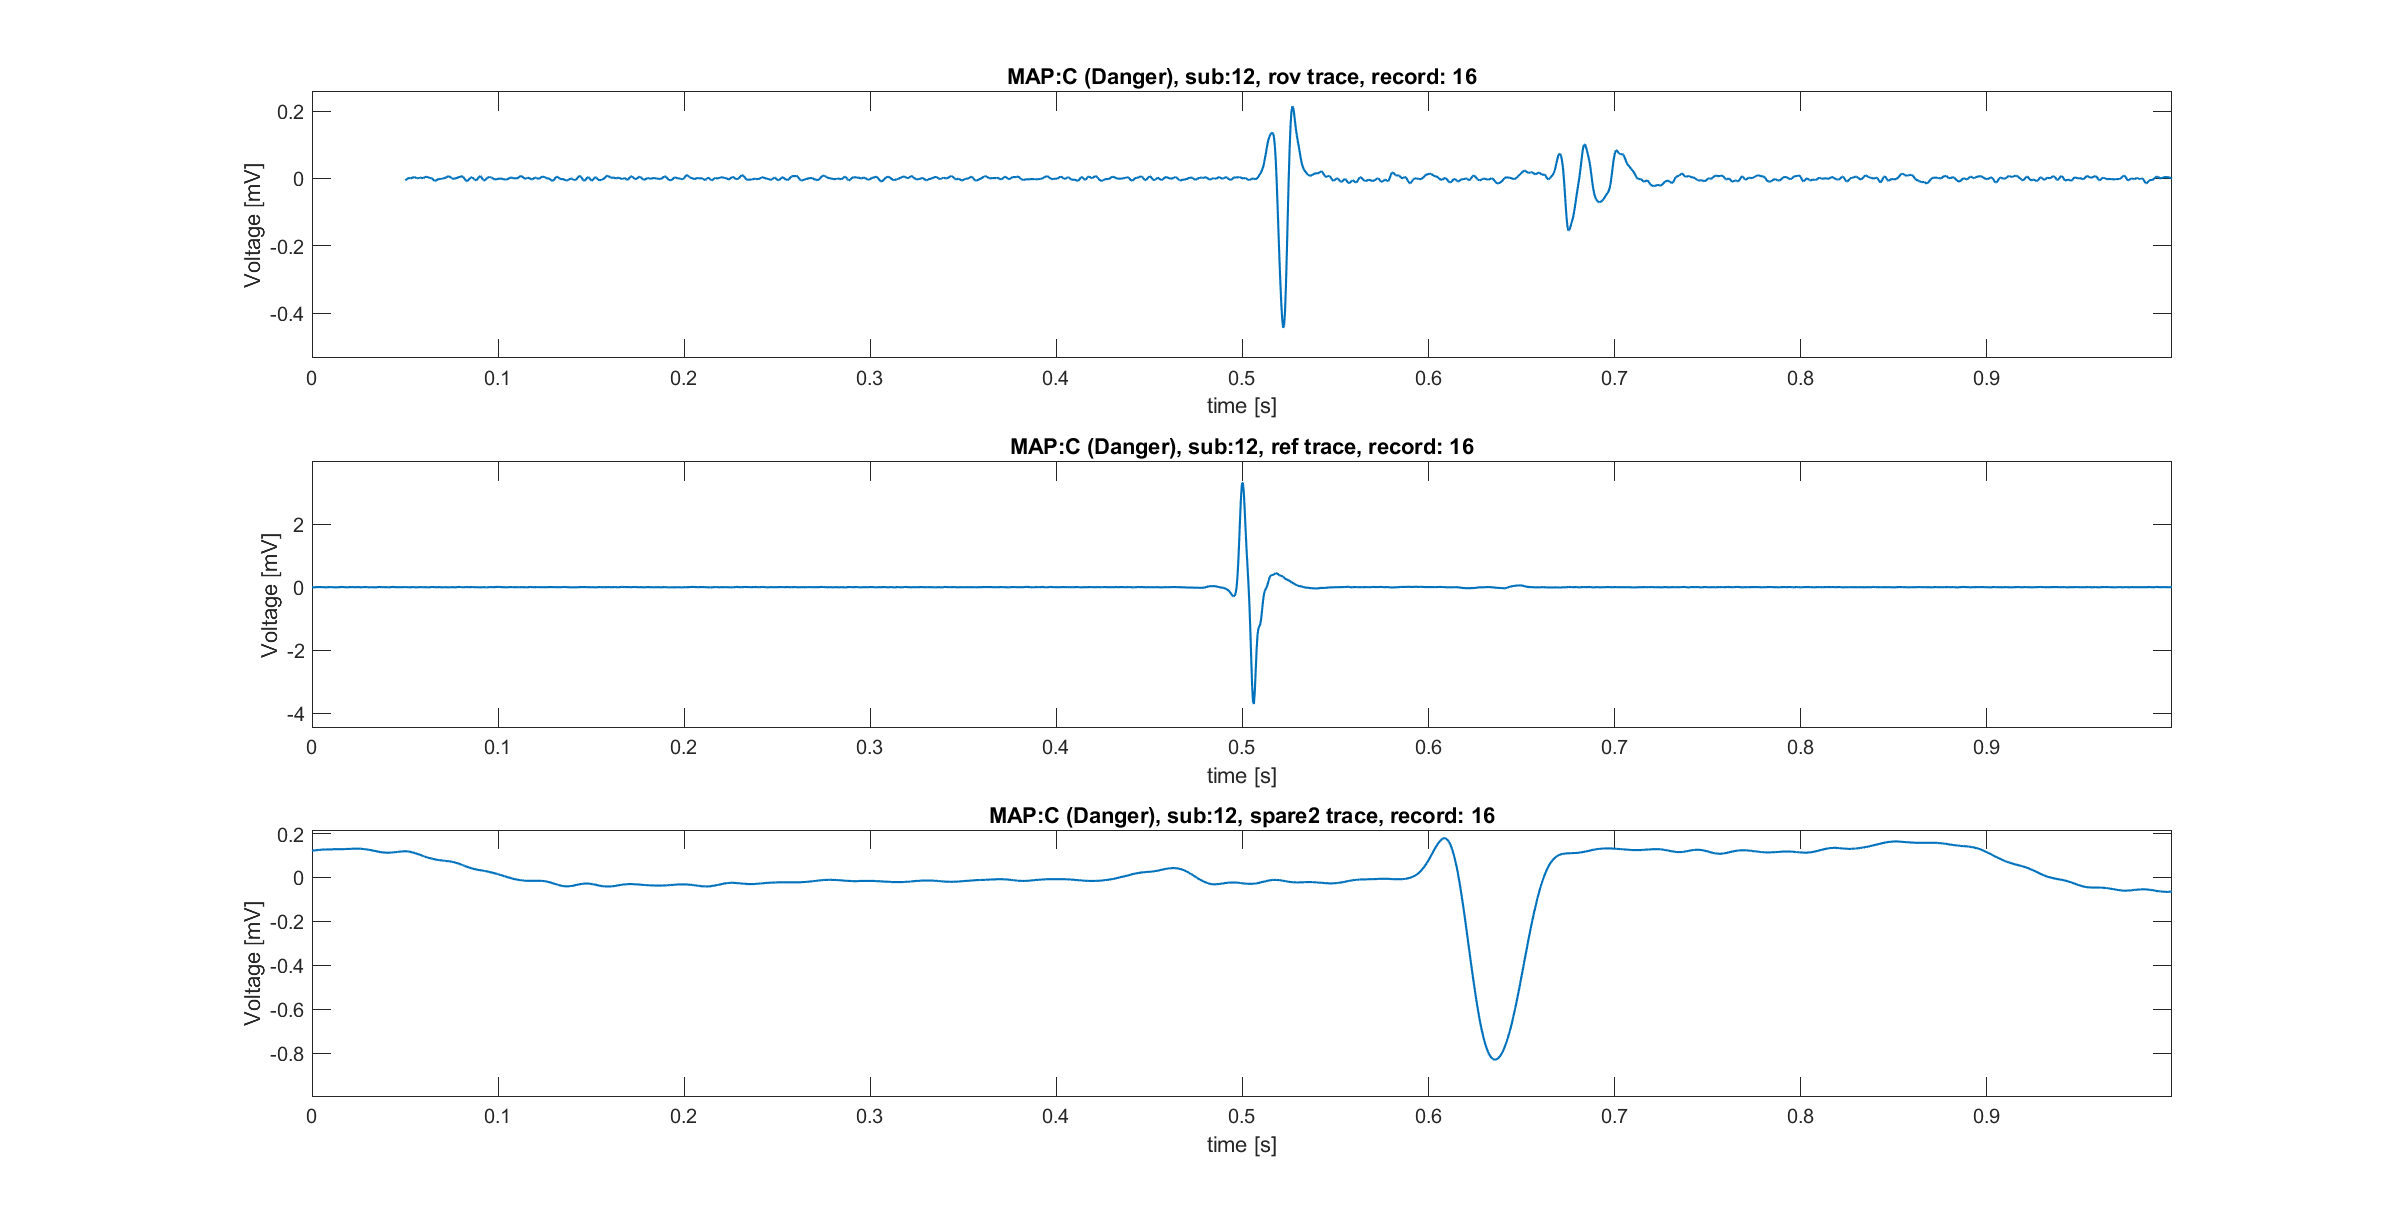 MAP:C (Danger), sub:12, rov trace, record: 16
0.2
0
-0.2
-0.4
Voltage [mV]
0 0.1 0.2 0.3 0.4 0.5 0.6 0.7 0.8 0.9
time [s]
MAP:C (Danger), sub:12, ref trace, record: 16
2
0
-2
-4
Voltage [mV]
0 0.1 0.2 0.3 0.4 0.5 0.6 0.7 0.8 0.9
time [s]
MAP:C (Danger), sub:12, spare2 trace, record: 16
0.2
0
-0.2
-0.4
-0.6
-0.8
Voltage [mV]
0 0.1 0.2 0.3 0.4 0.5 0.6 0.7 0.8 0.9
time [s]